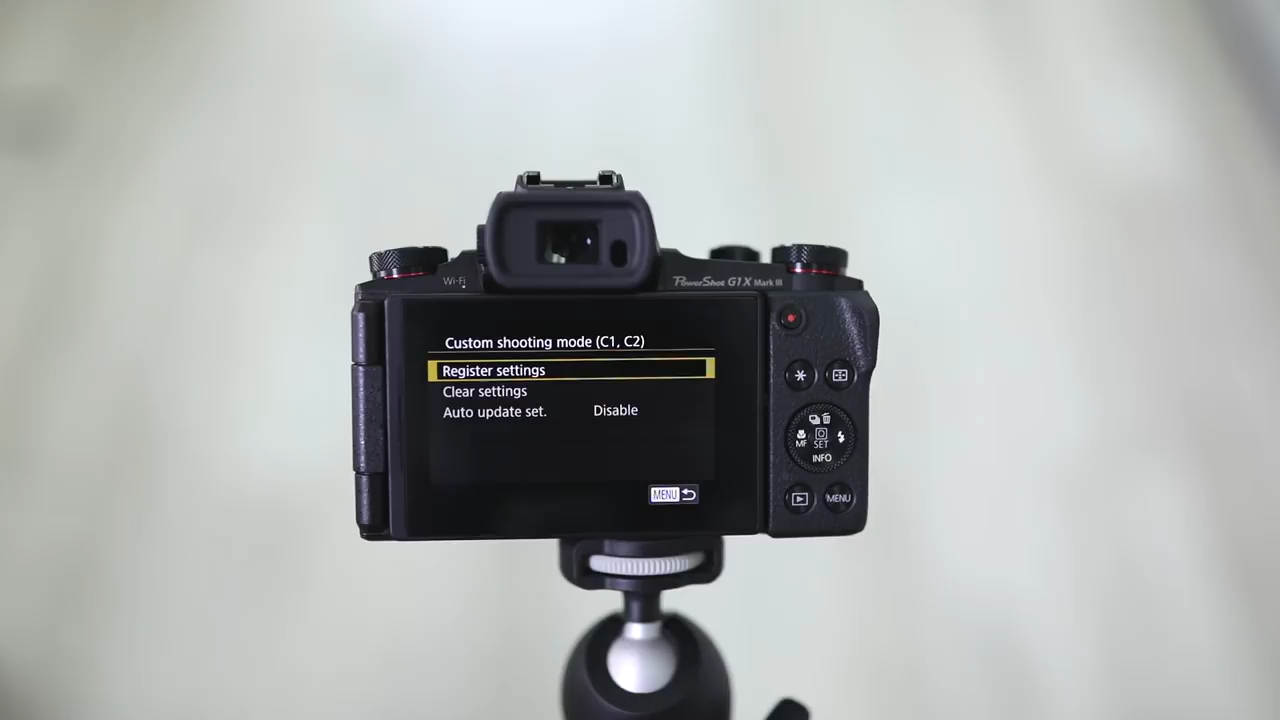 Wi-Fi
PowerShot G1X Mark III
Custom shooting mode (C1, C2)
Register settings
Clear settings
Auto update set. Disable
MENU
MF
SET
INFO
MENU